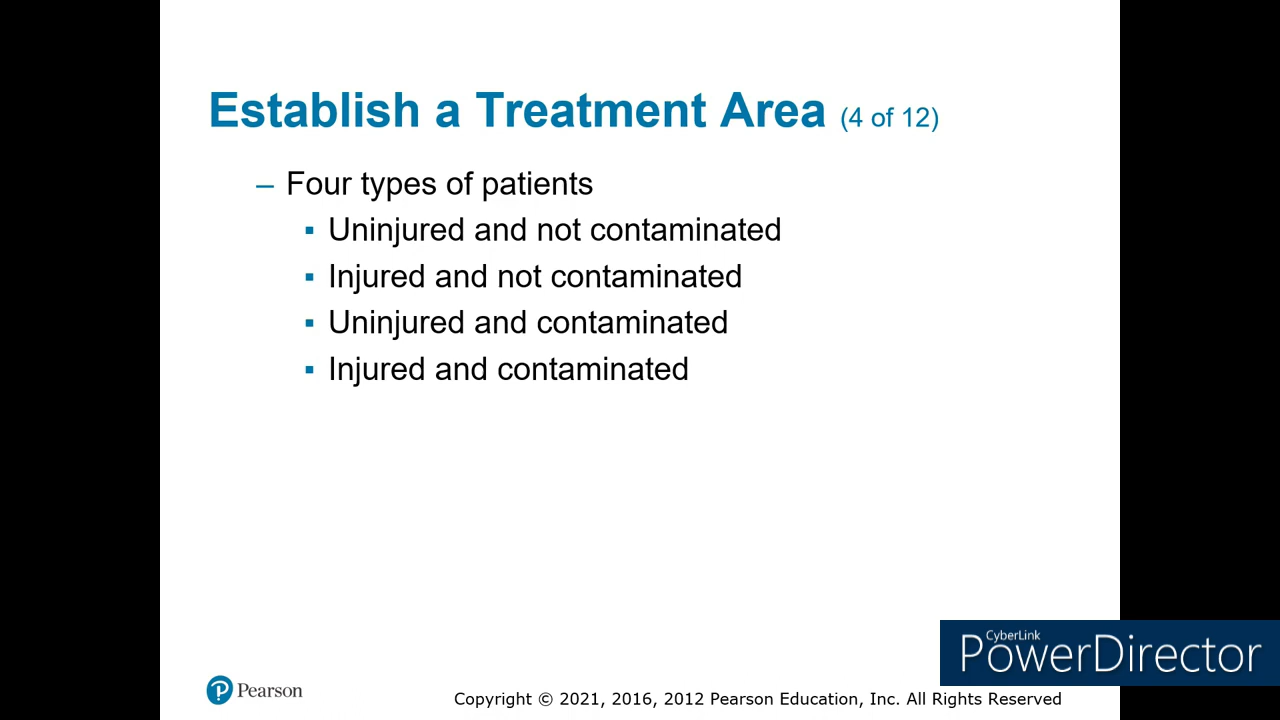 Establish a Treatment Area (4 of 12)
– Four types of patients
▪ Uninjured and not contaminated
▪ Injured and not contaminated
▪ Uninjured and contaminated
▪ Injured and contaminated
CyberLink
PowerDirector
Pearson
Copyright © 2021, 2016, 2012 Pearson Education, Inc. All Rights Reserved